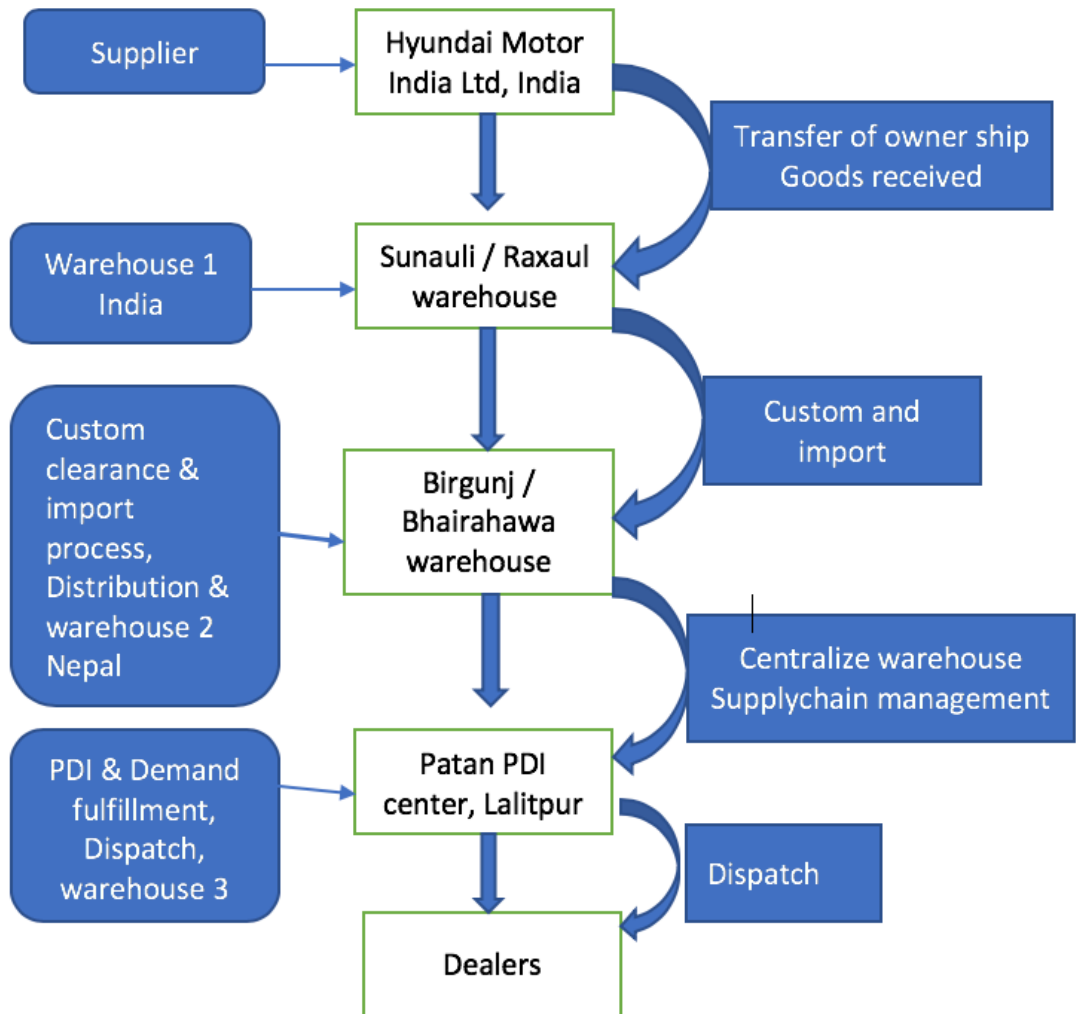 Supplier
Hyundai Motor
India Ltd, India
Transfer of owner ship
Goods received
Warehouse 1
India
Sunauli / Raxaul
warehouse
Custom and
import
Custom
clearance &
import
process,
Distribution &
warehouse 2
Nepal
Birgunj /
Bhairahawa
warehouse
Centralize warehouse
Supplychain management
PDI & Demand
fulfillment,
Dispatch,
warehouse 3
Patan PDI
center, Lalitpur
Dispatch
Dealers